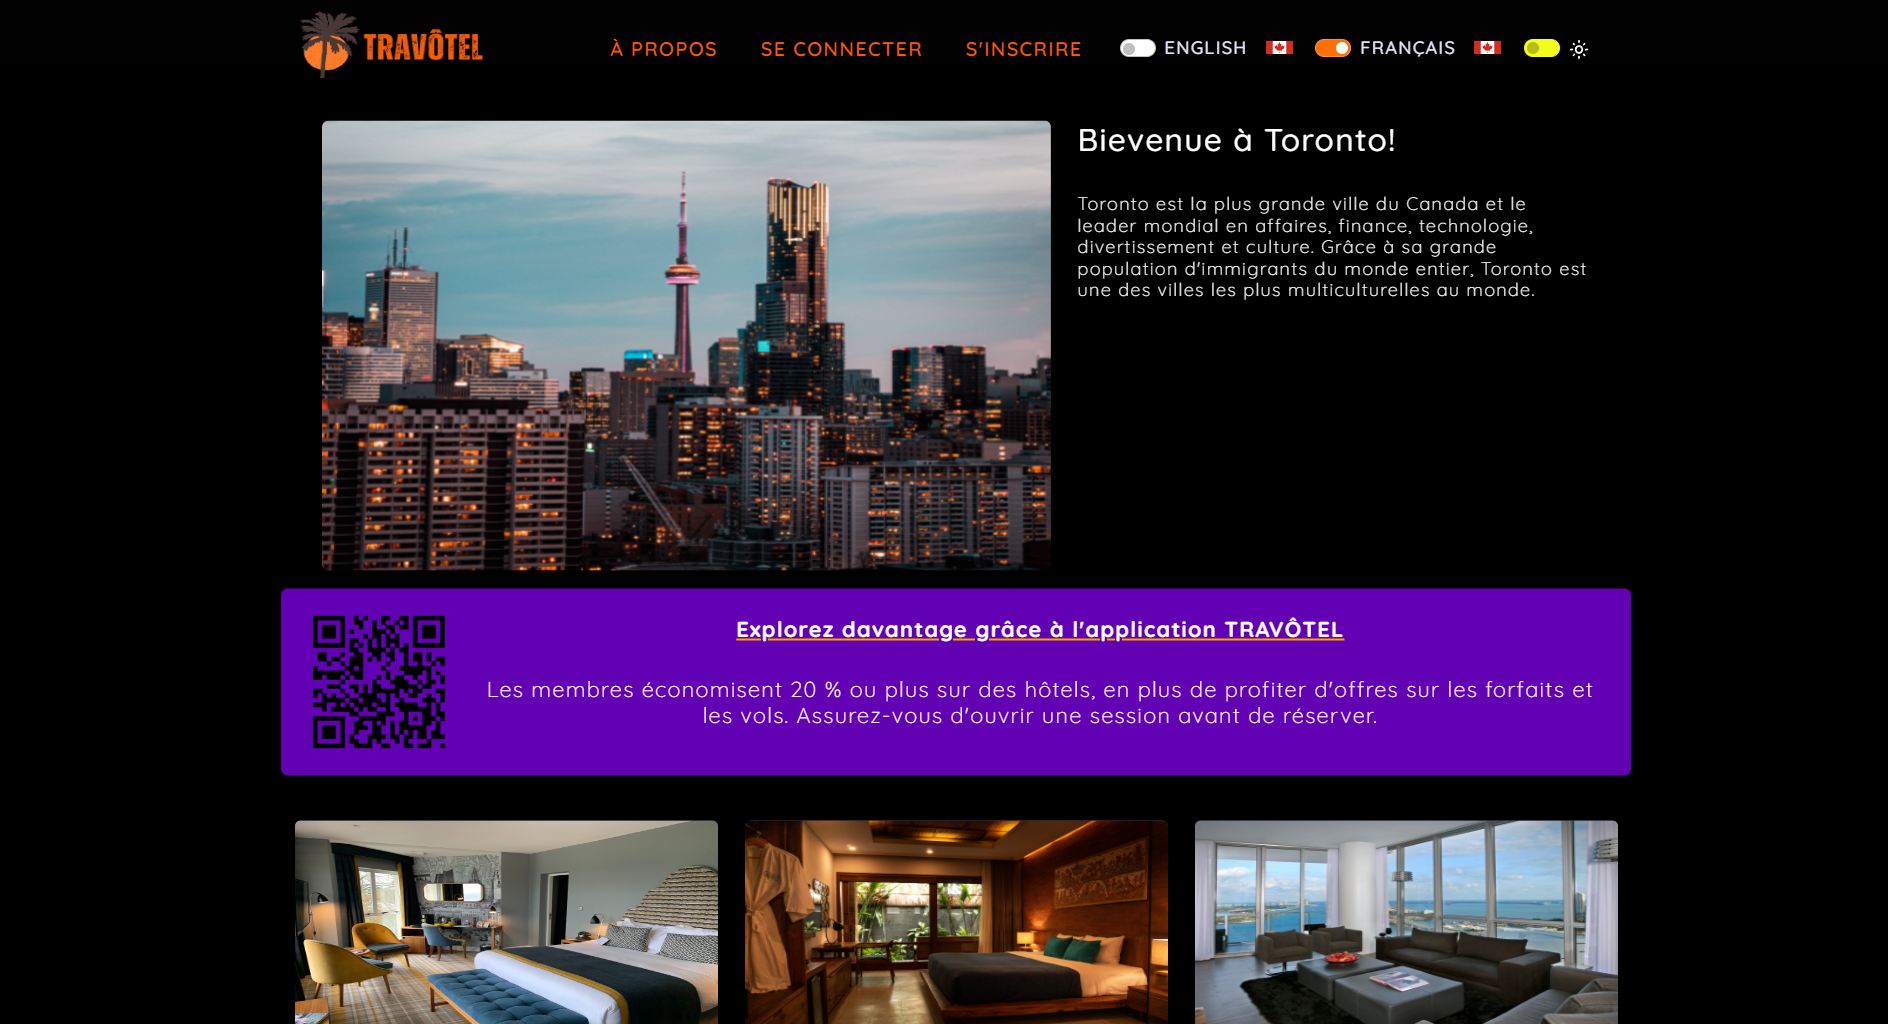 TRAVÔTEL
À PROPOS
SE CONNECTER
S'INSCRIRE
ENGLISH
FRANÇAIS
Bievenue à Toronto!
Toronto est la plus grande ville du Canada et le
leader mondial en affaires, finance, technologie,
divertissement et culture. Grâce à sa grande
population d'immigrants du monde entier, Toronto est
une des villes les plus multiculturelles au monde.
Explorez davantage grâce à l'application TRAVÔTEL
Les membres économisent 20 % ou plus sur des hôtels, en plus de profiter d'offres sur les forfaits et
les vols. Assurez-vous d'ouvrir une session avant de réserver.